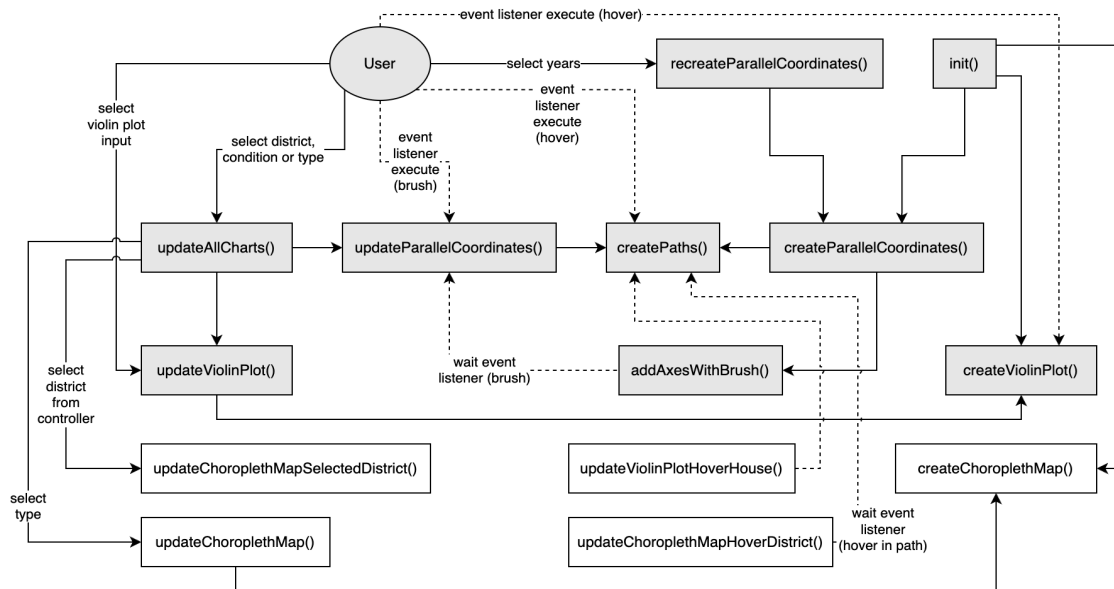 event listener execute (hover)
User
select years
recreateParallelCoordinates()
init()
event
listener
execute
(hover)
select
violin plot
input
select district,
condition or type
event
listener
execute
(brush)
updateAllCharts()
updateParallelCoordinates()
createPaths()
createParallelCoordinates()
wait event
listener (brush)
updateViolinPlot()
addAxesWithBrush()
createViolinPlot()
select
district
from
controller
updateChoroplethMapSelectedDistrict()
updateViolinPlotHoverHouse()
createChoroplethMap()
select
type
wait event
listener
(hover in path)
updateChoroplethMap()
updateChoroplethMapHoverDistrict()